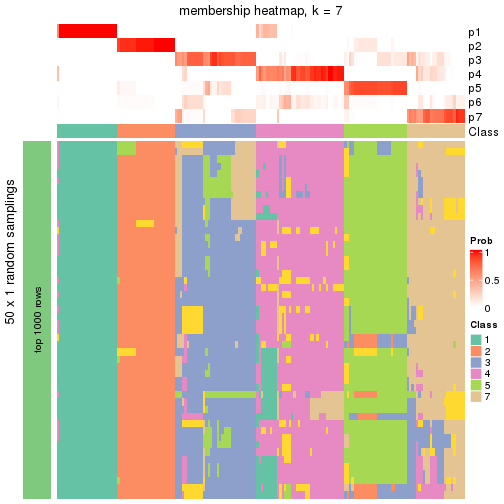 membership heatmap, k = 7
p1
p2
p3
p4
p5
p6
p7
Class
50 x 1 random samplings
top 1000 rows
Prob
1
0.5
0
Class
1
2
3
4
5
7